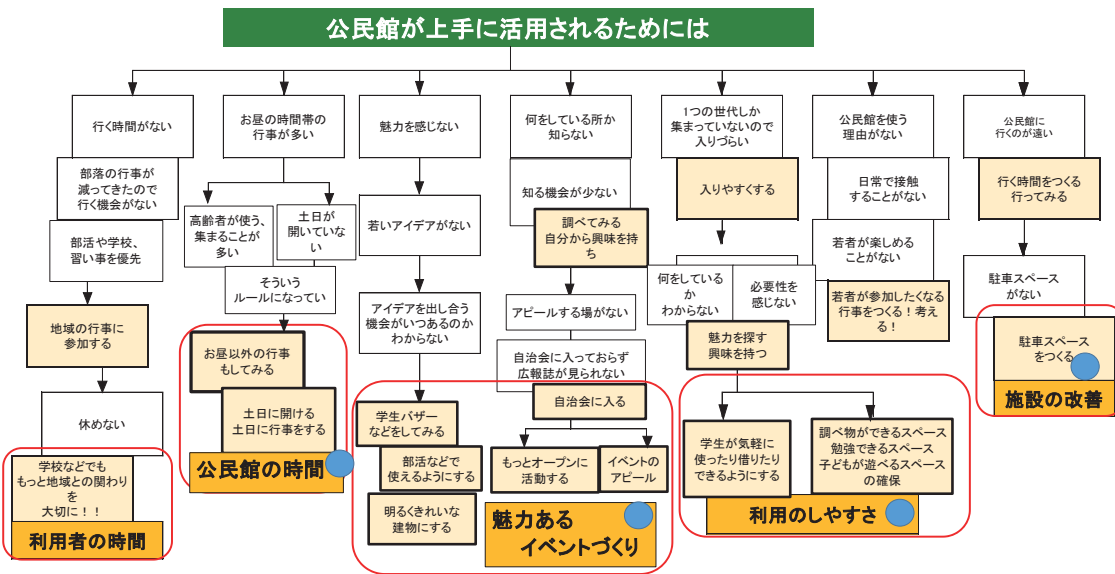 公民館が上手に活用されるためには
行く時間がない
部落の行事が
減ってきたので
行く機会がない
部活や学校、
習い事を優先
地域の行事に
参加する
休めない
学校などでも
もっと地域との関わり
を
大切に！！
利用者の時間
お昼の時間帯の
行事が多い
高齢者が使う、
集まることが
多い
土日が
開いていな
い
そういう
ルールになってい
お昼以外の行事
もしてみる
土日に開ける
土日に行事をする
公民館の時間
魅力を感じない
若いアイデアがない
アイデアを出し合う
機会がいつあるのか
わからない
学生バザー
などをしてみる
部活などで
使えるようにする
明るくきれいな
建物にする
何をしている所か
知らない
知る機会が少ない
調べてみる
自分から興味を持
ち
アピールする場がない
自治会に入っておらず
広報誌が見られない
自治会に入る
もっとオープンに
活動する
イベントの
アピール
魅力ある
イベントづくり
1つの世代しか
集まっていないので
入りづらい
入りやすくする
何をしている
か
わからない
必要性を
感じない
魅力を探す
興味を持つ
学生が気軽に
使ったり借りたり
できるようにする
調べ物ができるスペース
勉強できるスペース
子どもが遊べるスペース
の確保
利用のしやすさ
公民館を使う
理由がない
日常で接触
することがない
若者が楽しめる
ことがない
若者が参加したくなる
行事をつくる！考え
る！
公民館に
行くのが遠い
行く時間をつくる
行ってみる
駐車スペース
がない
駐車スペース
をつくる
施設の改善